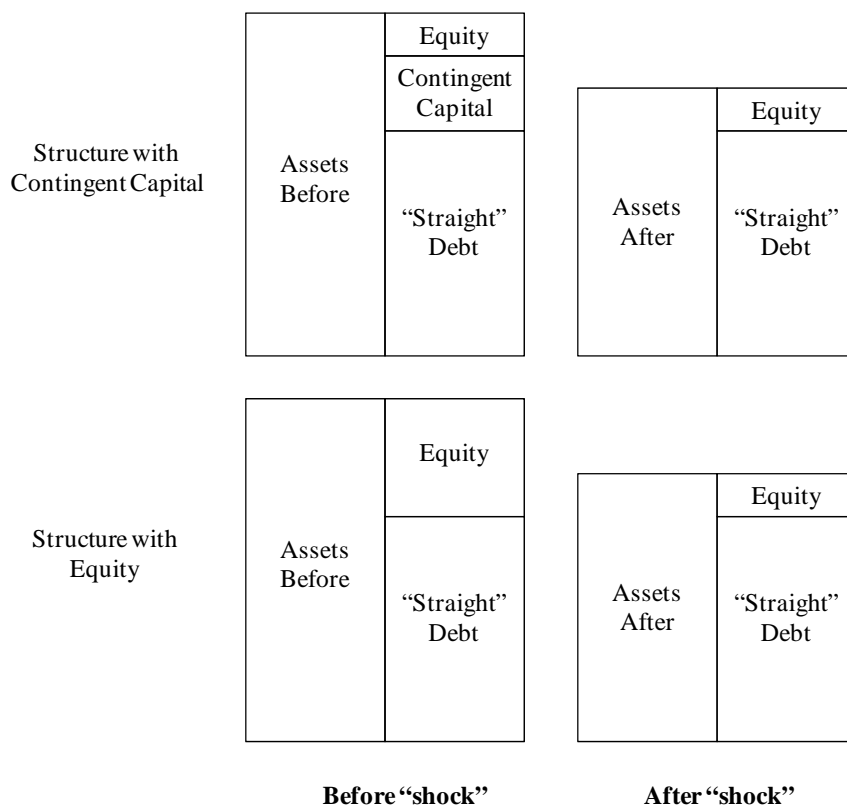 Equity
Contingent
Capital
Equity
Structure with
Contingent Capital
Assets
Before
“Straight”
Debt
Assets
After
“Straight”
Debt
Equity
Equity
Structure with
Equity
Assets
Before
“Straight”
Debt
Assets
After
“Straight”
Debt
Before “shock”
After “shock”